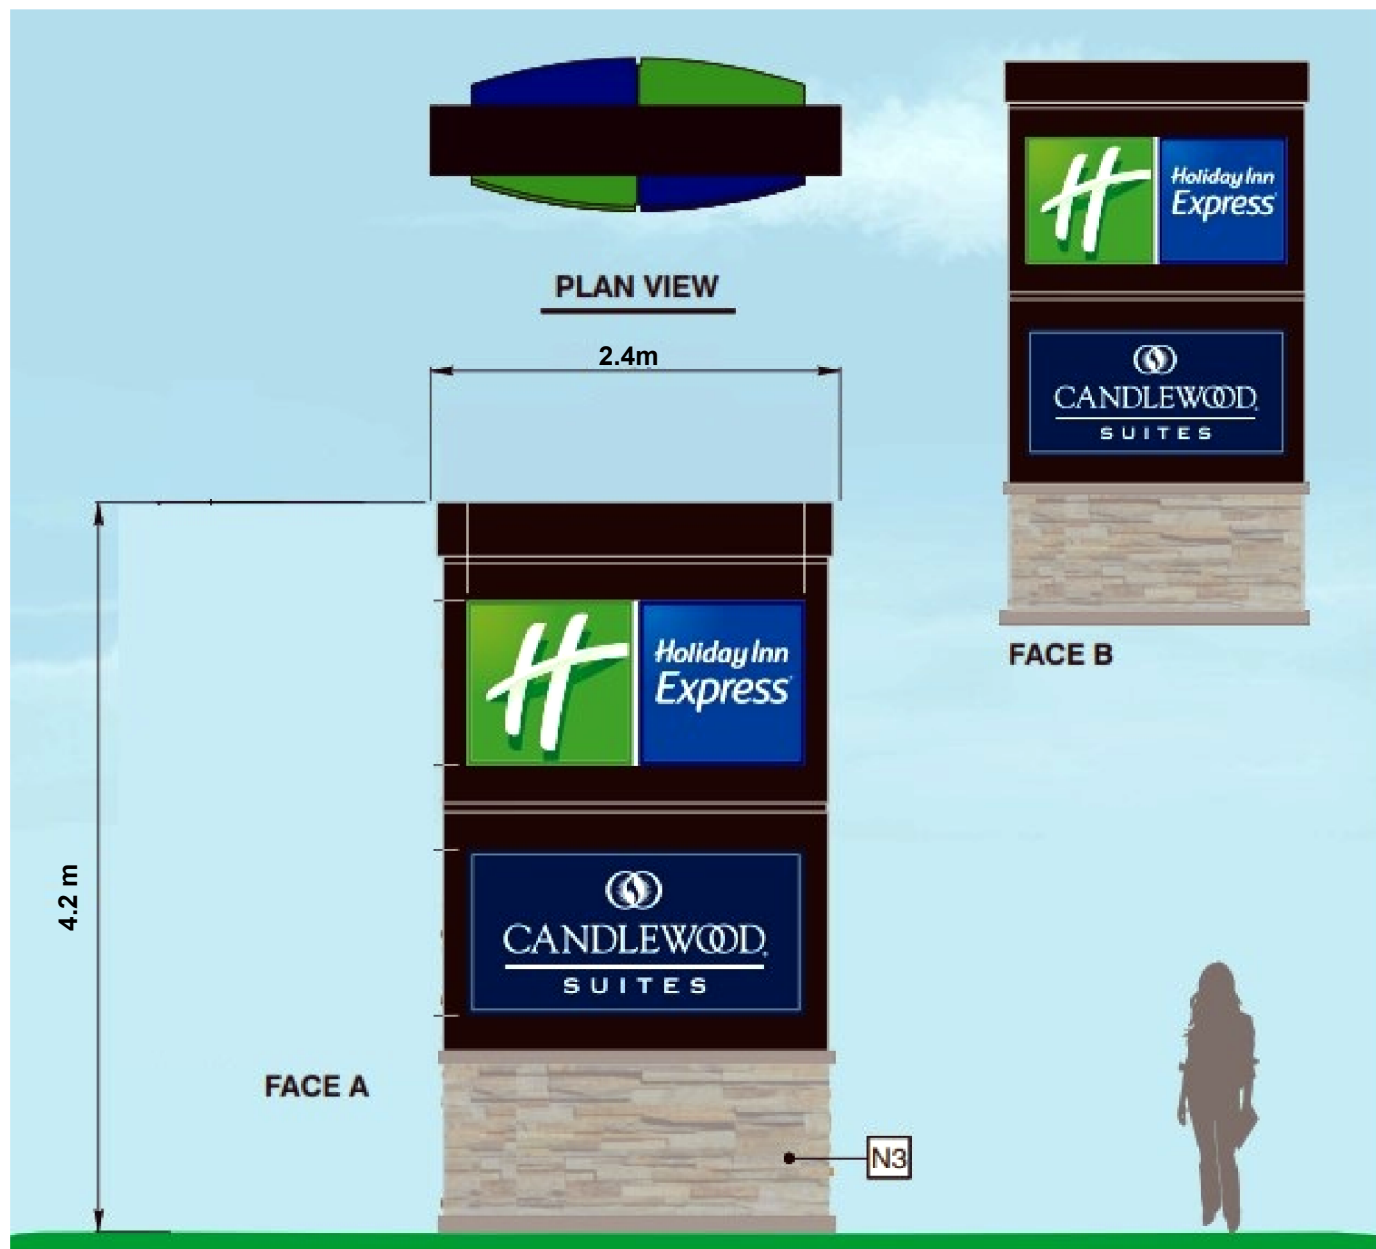 PLAN VIEW
2.4m
Holiday Inn
Express
CANDLEWOOD
SUITES
FACE B
4.2 m
Holiday Inn
Express
CANDLEWOOD
SUITES
FACE A
N3